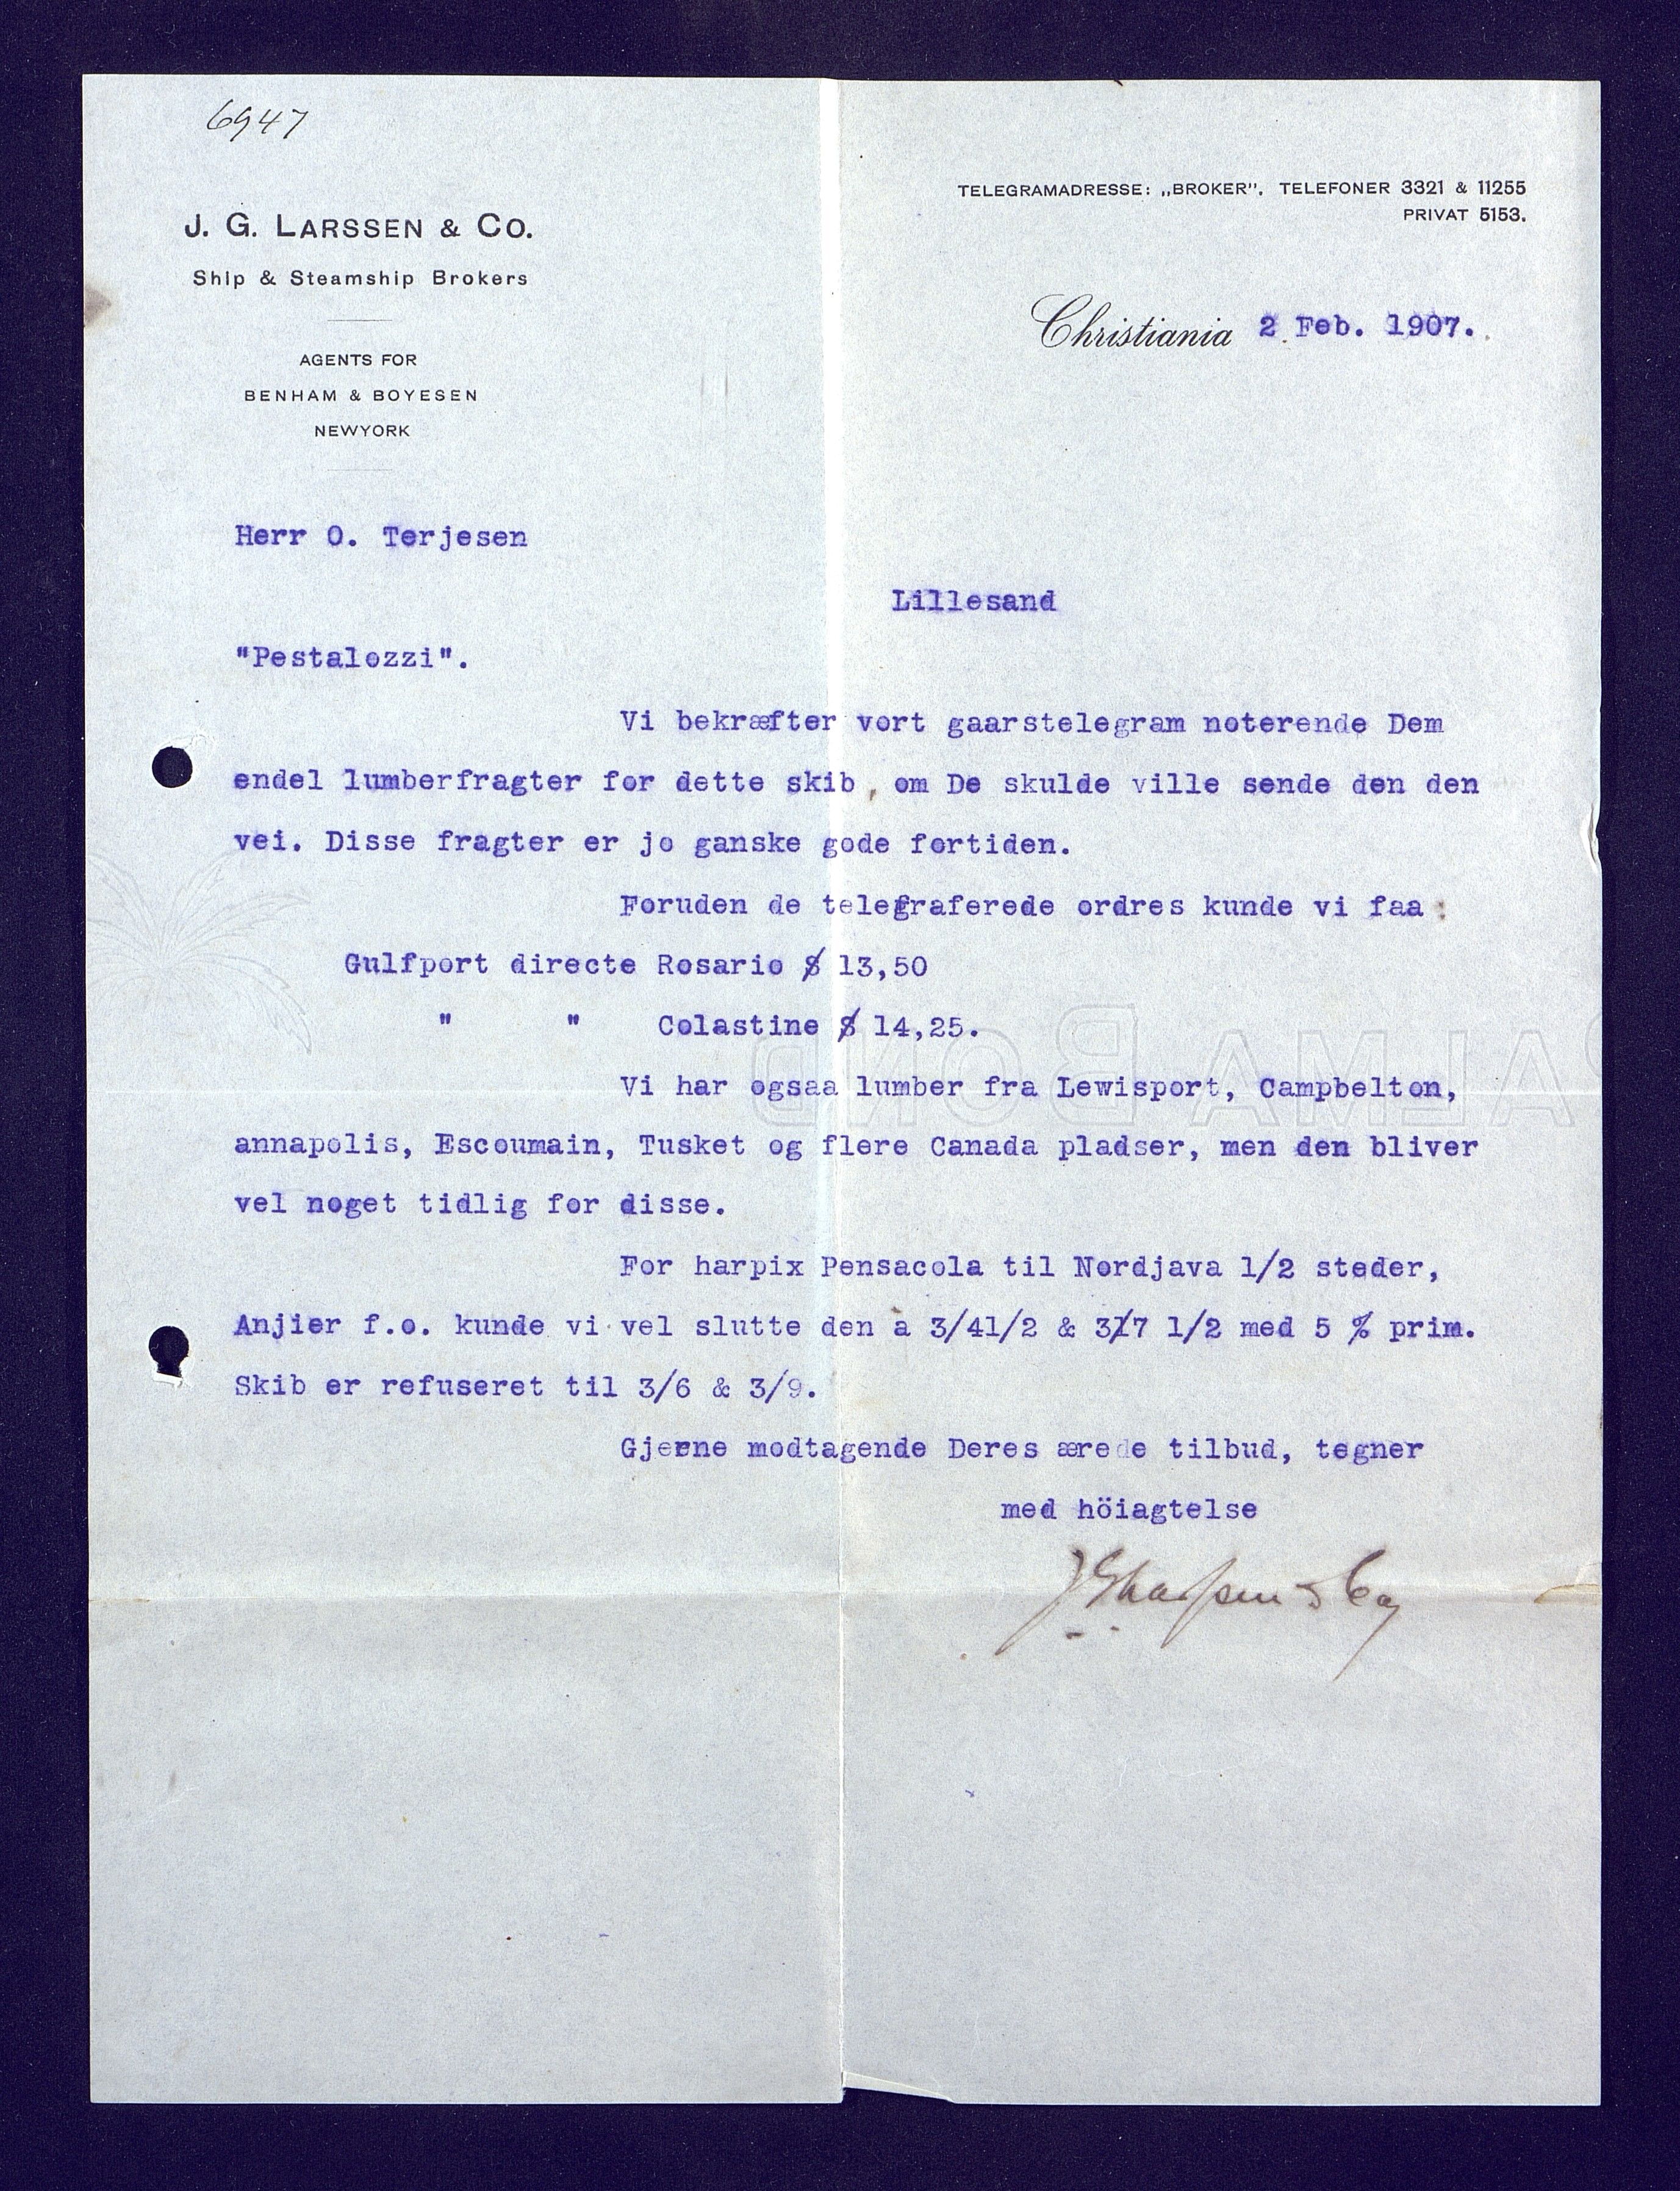 6947
TELEGRAMADRESSE: „BROKER". TELEFONER 3321 & 11255
PRIVAT 5153.
J. G. LARSSEN & CO.
Ship & Steamship Brokers
AGENTS FOR
BENHAM & BOYESEN
NEWYORK
Christiania 2 Feb. 1907.
Herr O. Terjesen
Lillesand
"Pestalozzi".
Vi bekræfter vort gaarstelegram noterende Dem
endel lumberfragter for dette skib, om De skulde ville sende den den
vei. Disse fragter er jo ganske gode fortiden.
Foruden de telegraferede ordres kunde vi faa :
Gulfport directe Rosario $ 13,50
" " Colastine $ 14,25.
Vi har ogsaa lumber fra Lewisport, Campbelton,
annapolis, Escoumain, Tusket og flere Canada pladser, men den bliver
vel noget tidlig for disse.
For harpix Pensacola til Nordjava 1/2 steder,
Anjier f.o. kunde vi vel slutte den à 3/41/2 & 3/7 1/2 med 5 % prim.
Skib er refuseret til 3/6 & 3/9.
Gjerne modtagende Deres ærede tilbud, tegner
med höiagtelse
JGLarssen & Co
PALMA BOND